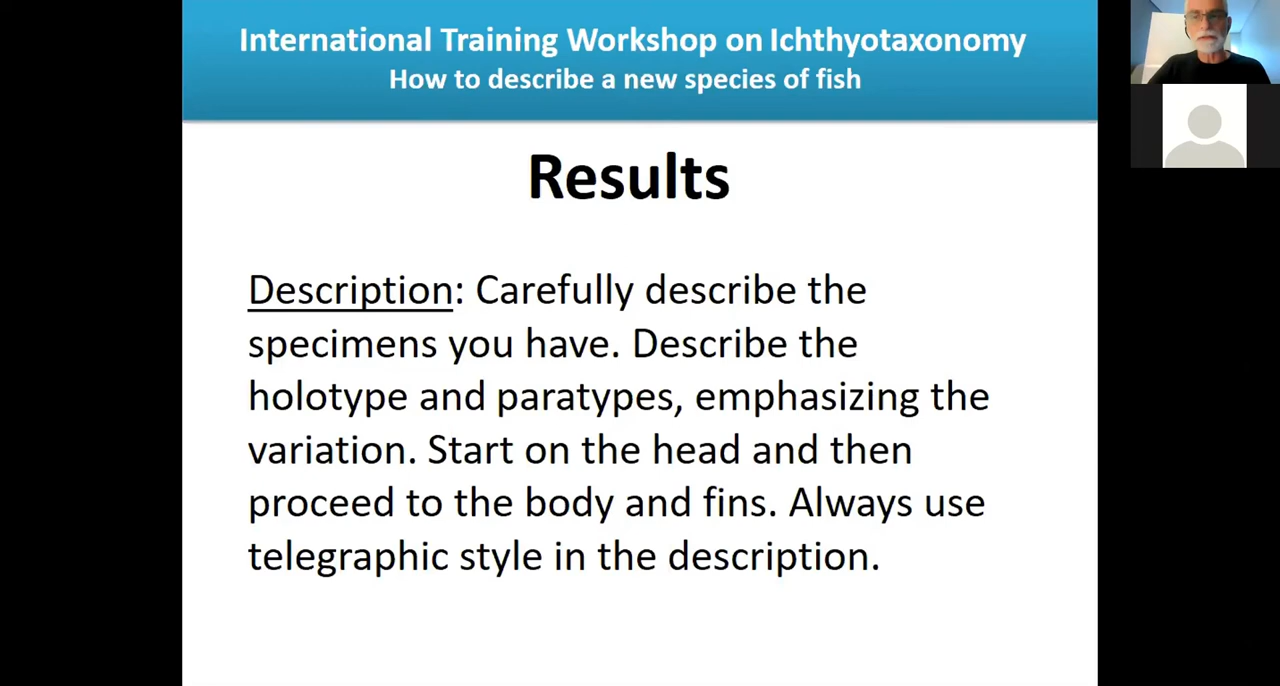 International Training Workshop on Ichthyotaxonomy
How to describe a new species of fish
Results
Description: Carefully describe the
specimens you have. Describe the
holotype and paratypes, emphasizing the
variation. Start on the head and then
proceed to the body and fins. Always use
telegraphic style in the description.